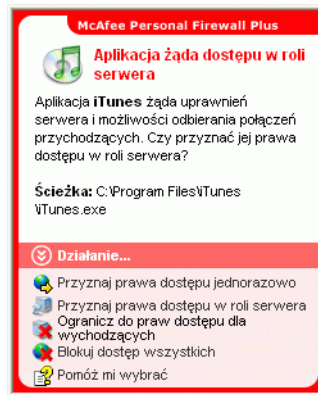 McAfee Personal Firewall Plus
Aplikacja żąda dostępu w roli
serwera
Aplikacja iTunes żąda uprawnień
serwera i możliwości odbierania połączeń
przychodzących. Czy przyznać jej prawa
dostępu w roli serwera?
Ścieżka: C:\Program Files\iTunes
\iTunes.exe
Działanie...
Przyznaj prawa dostępu jednorazowo
Przyznaj prawa dostępu w roli serwera
Ogranicz do praw dostępu dla
wychodzących
Blokuj dostęp wszystkich
Pomóż mi wybrać